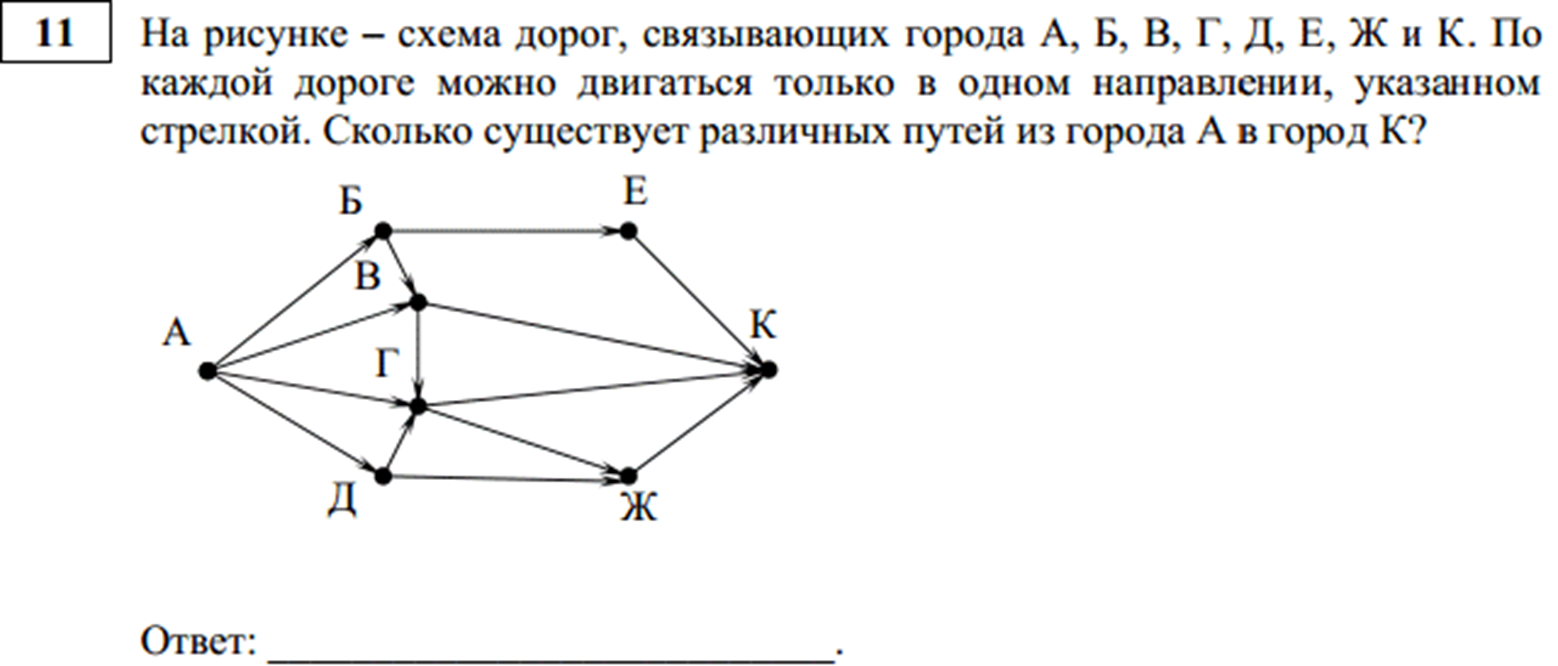 11
На рисунке – схема дорог, связывающих города А, Б, В, Г, Д, Е, Ж и К. По
каждой дороге можно двигаться только в одном направлении, указанном
стрелкой. Сколько существует различных путей из города А в город К?
Б
Е
В
А
К
Г
Д
Ж
Ответ: ___________________________.